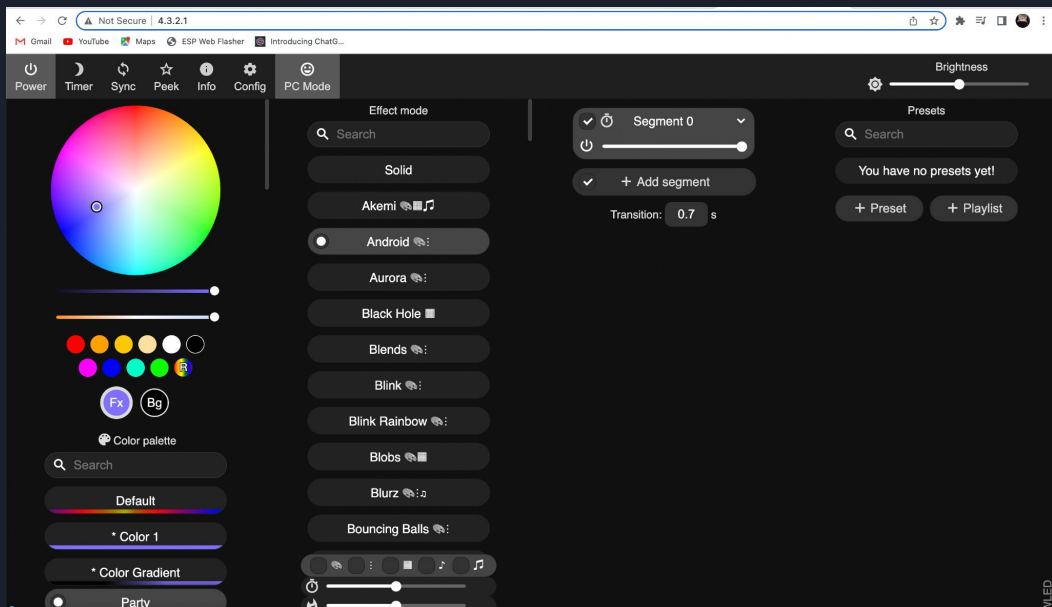 Not Secure | 4.3.2.1
Gmail YouTube Maps ESP Web Flasher Introducing ChatG...
Power Timer Sync Peek Info Config PC Mode
Brightness
Effect mode
Search
Solid
Akemi
Android
Aurora
Black Hole
Blends
Blink
Blink Rainbow
Blobs
Blurz
Bouncing Balls
R
Fx Bg
Color palette
Search
Default
* Color 1
* Color Gradient
Party
Segment 0
+ Add segment
Transition: 0.7 s
Presets
Search
You have no presets yet!
+ Preset + Playlist
WLED